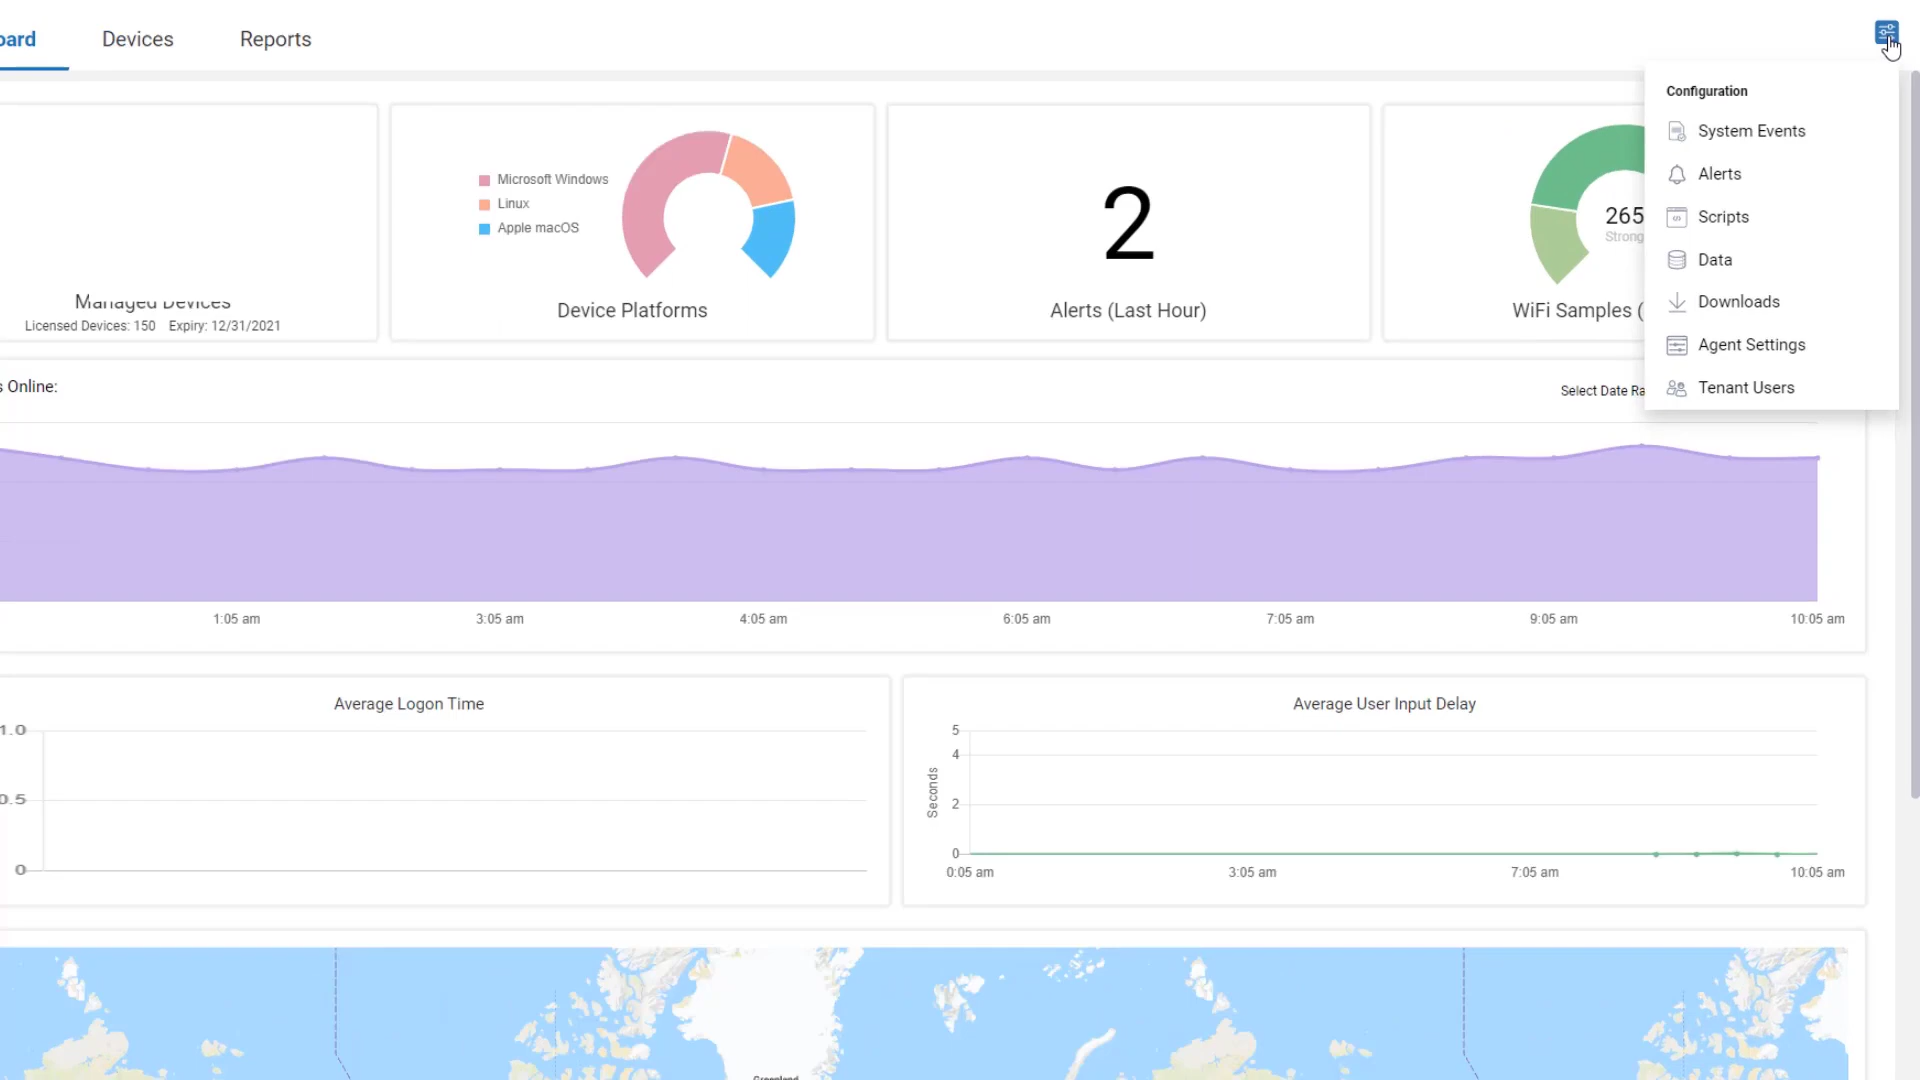 oard
Devices
Reports
Configuration
System Events
Alerts
Scripts
Data
Downloads
Agent Settings
Tenant Users
Managed Devices
Licensed Devices: 150 Expiry: 12/31/2021
Microsoft Windows
Linux
Apple macOS
Device Platforms
2
Alerts (Last Hour)
265
Strong
WiFi Samples (
s Online:
Select Date Ra
1:05 am
3:05 am
4:05 am
6:05 am
7:05 am
9:05 am
10:05 am
Average Logon Time
1.0
0.5
0
Average User Input Delay
Seconds
5
4
2
0
0:05 am
3:05 am
7:05 am
10:05 am
Greenland